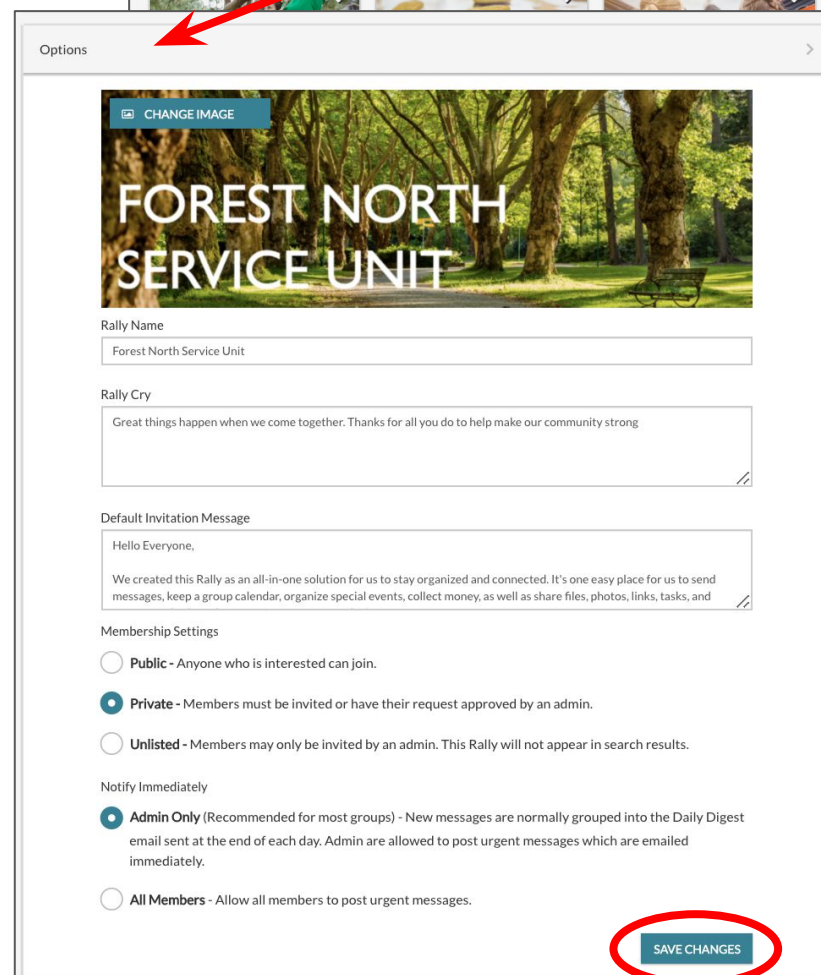 Options
CHANGE IMAGE
FOREST NORTH
SERVICE UNIT
Rally Name
Forest North Service Unit
Rally Cry
Great things happen when we come together. Thanks for all you do to help make our community strong
Default Invitation Message
Hello Everyone,
We created this Rally as an all-in-one solution for us to stay organized and connected. It's one easy place for us to send
messages, keep a group calendar, organize special events, collect money, as well as share files, photos, links, tasks, and
Membership Settings
Public - Anyone who is interested can join.
Private - Members must be invited or have their request approved by an admin.
Unlisted - Members may only be invited by an admin. This Rally will not appear in search results.
Notify Immediately
Admin Only (Recommended for most groups) - New messages are normally grouped into the Daily Digest
email sent at the end of each day. Admin are allowed to post urgent messages which are emailed
immediately.
All Members - Allow all members to post urgent messages.
SAVE CHANGES